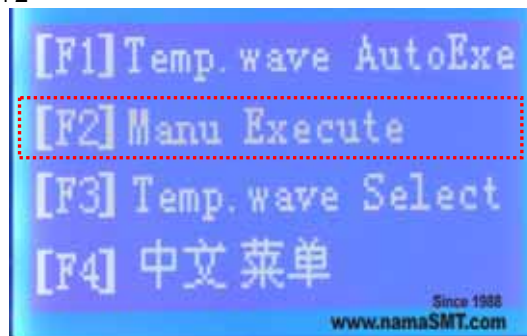 [F1] Temp. wave AutoExe
[F2] Manu Execute
[F3] Temp. wave Select
[F4] 中文菜单
Since 1988
www.namaSMT.com